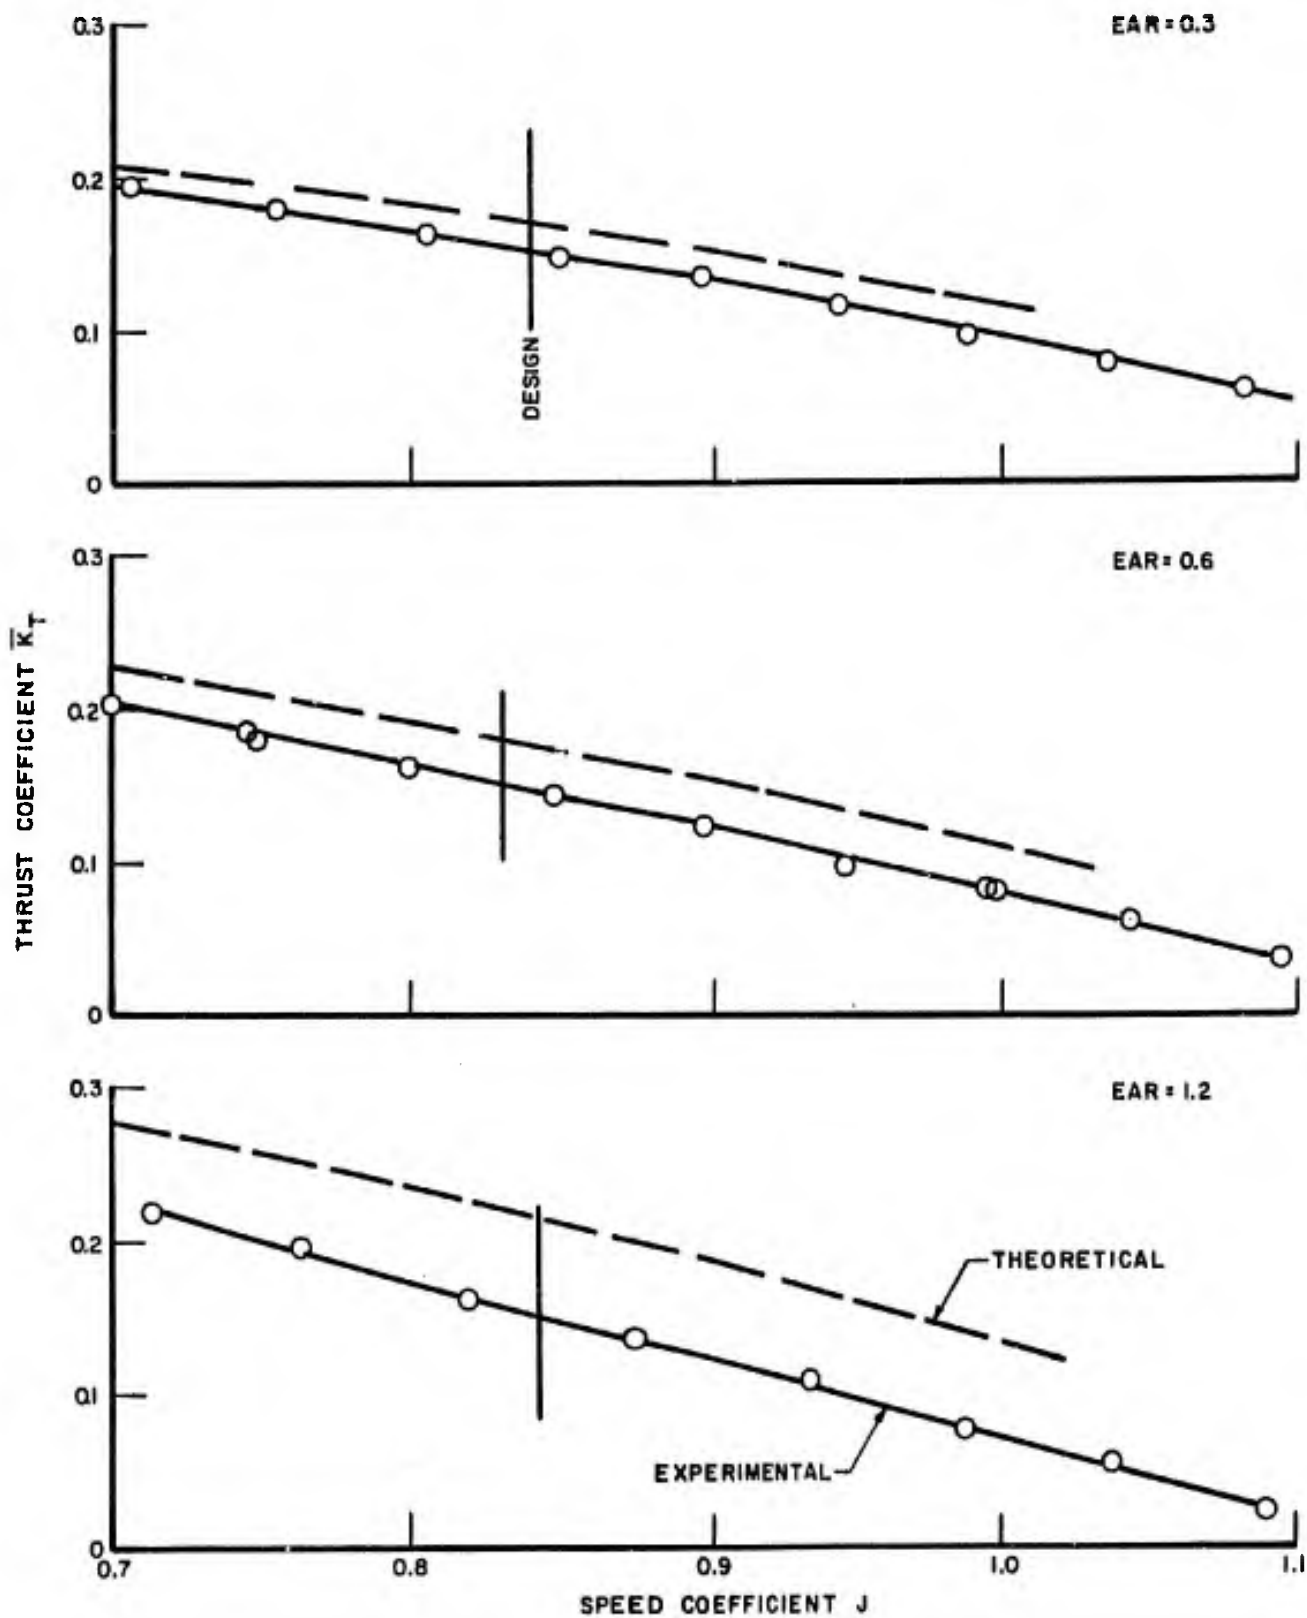 EAR = 0.3
0.3
0.2
0.1
0
DESIGN
EAR = 0.6
0.3
0.2
0.1
0
THRUST COEFFICIENT K̅T
EAR = 1.2
0.3
0.2
0.1
0
THEORETICAL
EXPERIMENTAL
0.7 0.8 0.9 1.0 1.1
SPEED COEFFICIENT J